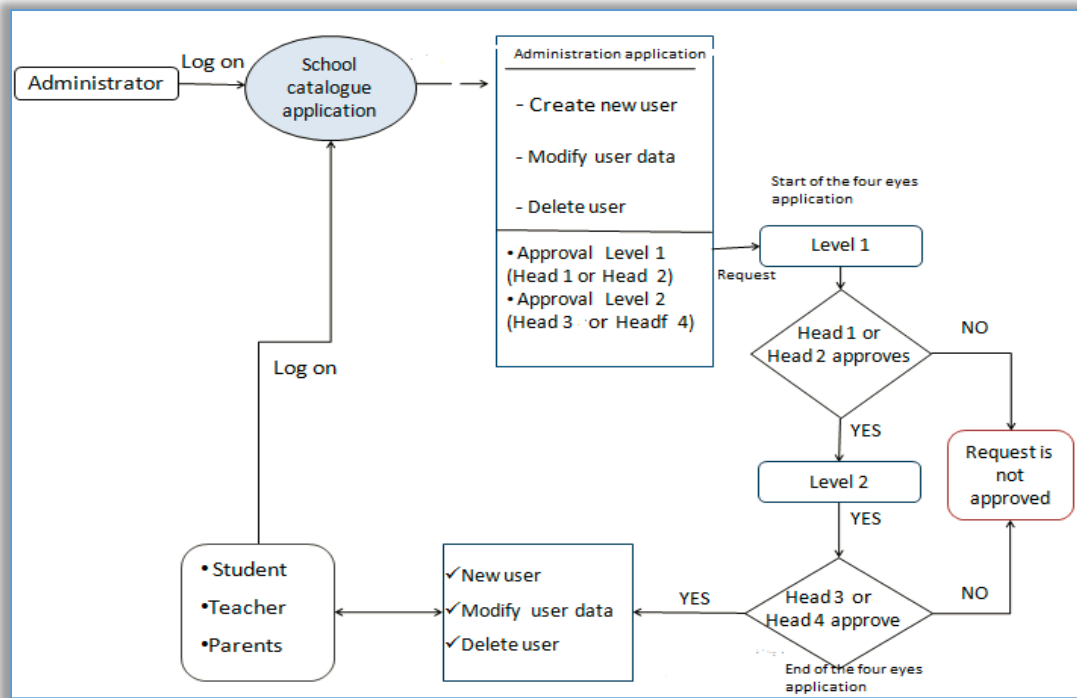 Administrator
Log on
School
catalogue
application
Administration application
- Create new user
- Modify user data
- Delete user
•Approval Level 1
(Head 1 or Head 2)
•Approval Level 2
(Head 3 or Headf 4)
Request
Start of the four eyes
application
Level 1
Head 1 or
Head 2 approves
NO
YES
Request is
not
approved
Level 2
YES
Head 3 or
Head 4 approve
NO
YES
End of the four eyes
application
✓New user
✓Modify user data
✓Delete user
•Student
•Teacher
•Parents
Log on